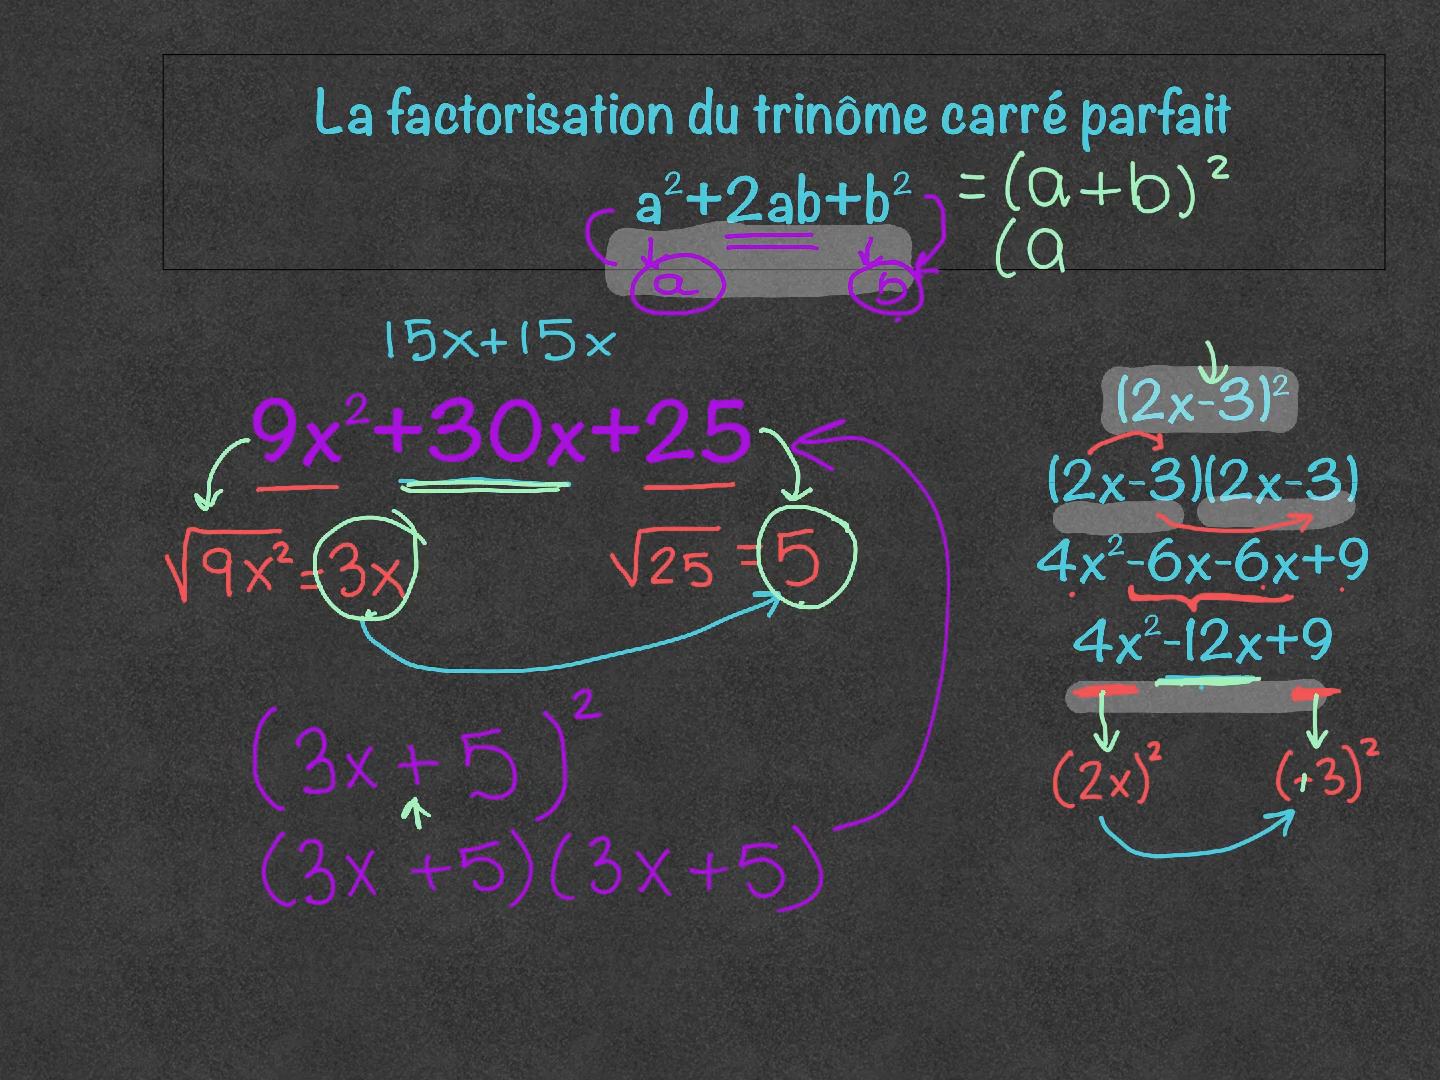 La factorisation du trinôme carré parfait
a²+2ab+b² = (a+b)²
(a
a b
15x+15x
9x²+30x+25
√9x² = 3x √25 = 5
(3x + 5)²
(3x +5)(3x +5)
(2x-3)²
(2x-3)(2x-3)
4x²-6x-6x+9
4x²-12x+9
(2x)² (+3)²